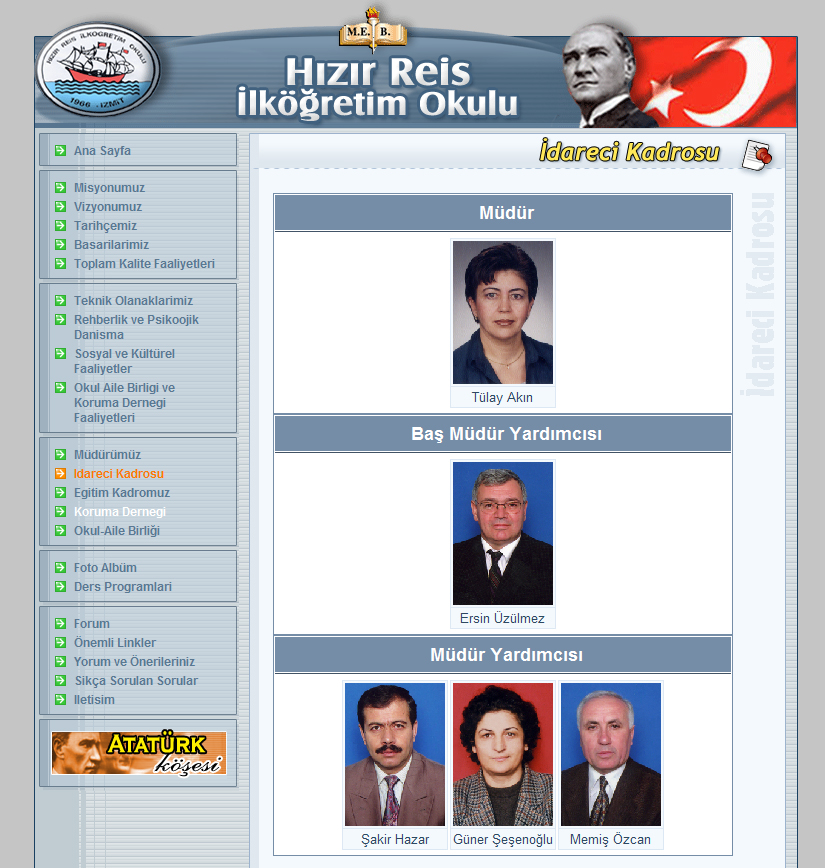 HIZIR REİS İLKÖĞRETİM OKULU
1966 - İZMİT
M.E. B.
Hızır Reis
İlköğretim Okulu
Ana Sayfa
Misyonumuz
Vizyonumuz
Tarihçemiz
Basarilarimiz
Toplam Kalite Faaliyetleri
Teknik Olanaklarimiz
Rehberlik ve Psikoojik
Danisma
Sosyal ve Kültürel
Faaliyetler
Okul Aile Birligi ve
Koruma Dernegi
Faaliyetleri
Müdürümüz
Idareci Kadrosu
Egitim Kadromuz
Koruma Dernegi
Okul-Aile Birliği
Foto Albüm
Ders Programlari
Forum
Önemli Linkler
Yorum ve Önerileriniz
Sikça Sorulan Sorular
Iletisim
ATATÜRK
köşesi
İdareci Kadrosu
İdareci Kadrosu
Müdür
Tülay Akın
Baş Müdür Yardımcısı
Ersin Üzülmez
Müdür Yardımcısı
Şakir Hazar
Güner Şeşenoğlu
Memiş Özcan